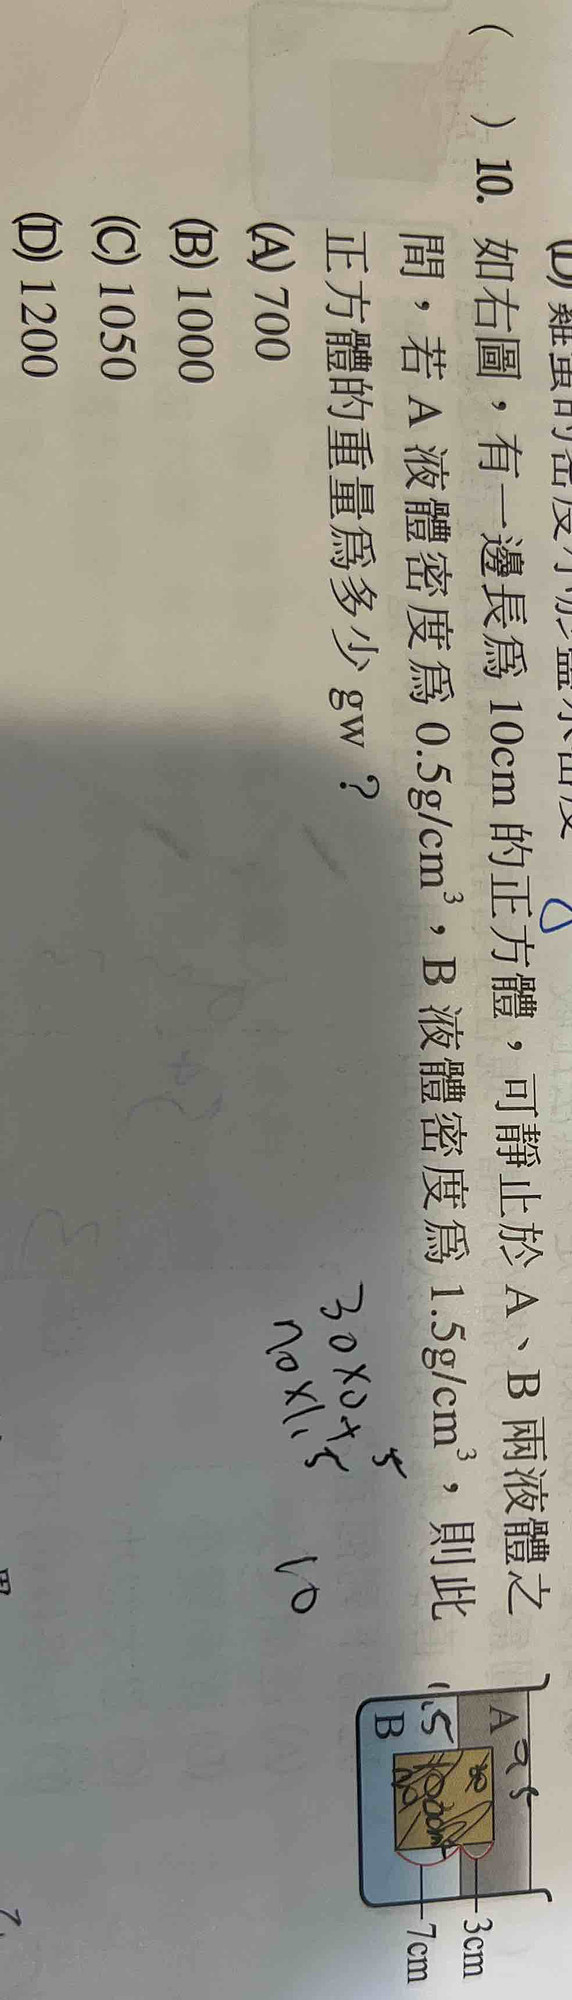 (D) 雞蛋的密度小於鹽水密度
(　) 10. 如右圖，有一邊長為 10cm 的正方體，可靜止於 A、B 兩液體之
間，若 A 液體密度為 0.5g/cm³，B 液體密度為 1.5g/cm³，則此
正方體的重量為多少 gw？
(A) 700
(B) 1000
(C) 1050
(D) 1200
30×0.5
70×1.5
10
A
1.5
B
3cm
7cm